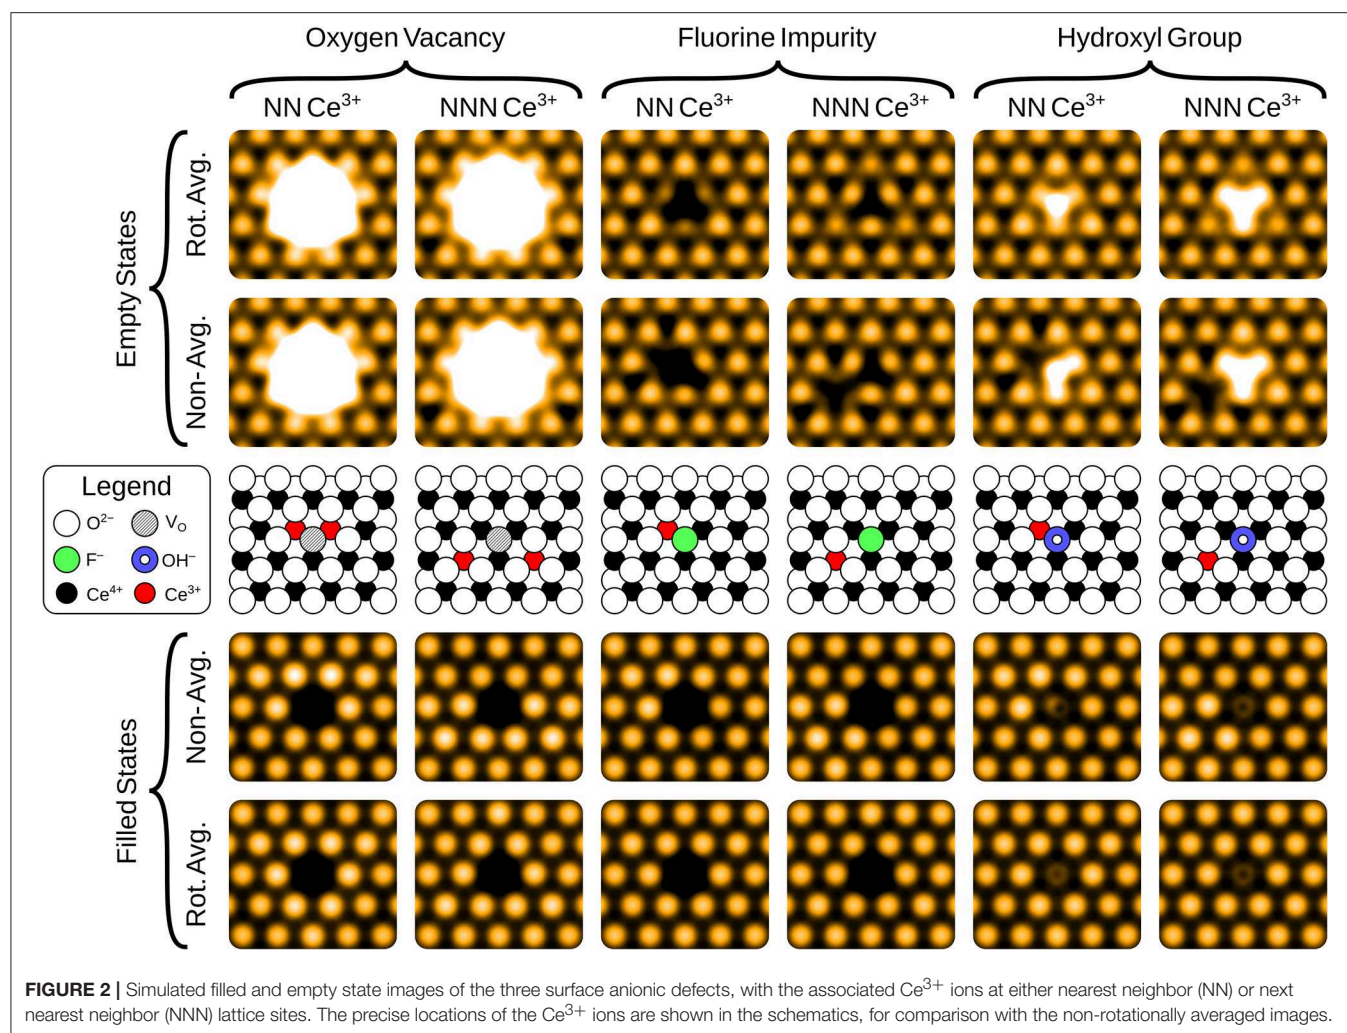 Oxygen Vacancy Fluorine Impurity Hydroxyl Group
NN Ce³⁺ NNN Ce³⁺ NN Ce³⁺ NNN Ce³⁺ NN Ce³⁺ NNN Ce³⁺
Empty States
Rot. Avg.
Non-Avg.
Legend
O²⁻ V_O
F⁻ OH⁻
Ce⁴⁺ Ce³⁺
Filled States
Non-Avg.
Rot. Avg.
FIGURE 2 | Simulated filled and empty state images of the three surface anionic defects, with the associated Ce³⁺ ions at either nearest neighbor (NN) or next
nearest neighbor (NNN) lattice sites. The precise locations of the Ce³⁺ ions are shown in the schematics, for comparison with the non-rotationally averaged images.